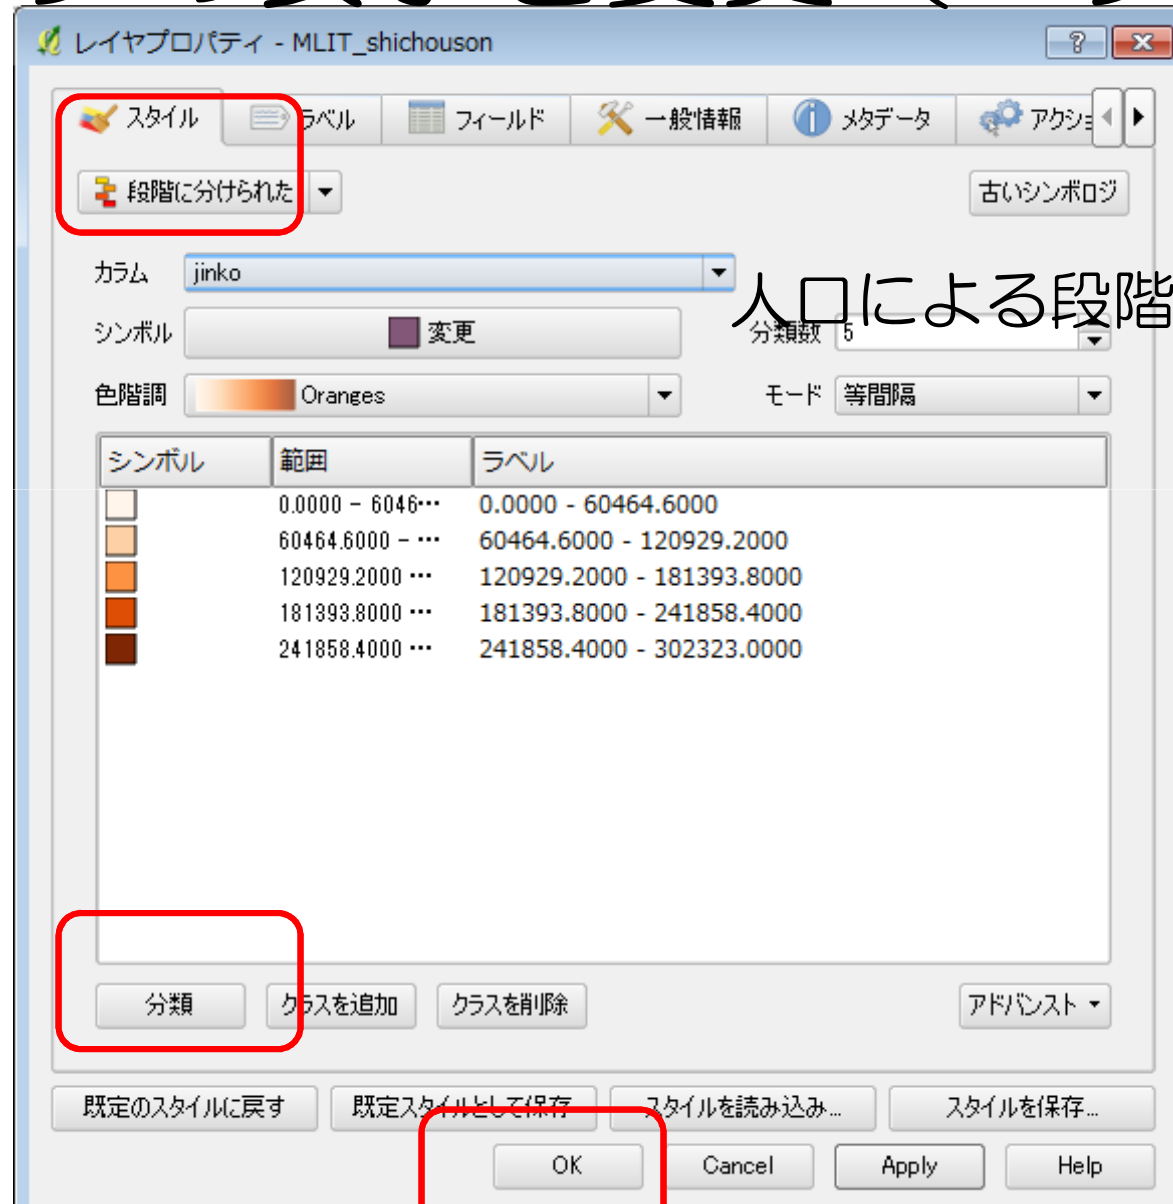 レイヤプロパティ - MLIT_shichouson
スタイル ラベル フィールド 一般情報 メタデータ アクショ
段階に分けられた 古いシンボロジ
カラム jinko
人口による段階
シンボル 変更 分類数 5
色階調 Oranges モード 等間隔
シンボル 範囲 ラベル
0.0000 - 6046… 0.0000 - 60464.6000
60464.6000 - … 60464.6000 - 120929.2000
120929.2000 … 120929.2000 - 181393.8000
181393.8000 … 181393.8000 - 241858.4000
241858.4000 … 241858.4000 - 302323.0000
分類 クラスを追加 クラスを削除 アドバンスト
既定のスタイルに戻す 既定スタイルとして保存 スタイルを読み込み... スタイルを保存...
OK Cancel Apply Help